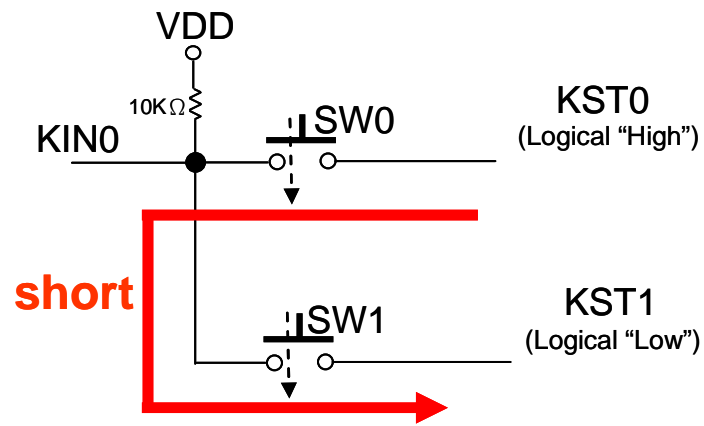 VDD
10KΩ
KIN0
SW0
KST0
(Logical “High”)
short
SW1
KST1
(Logical “Low”)